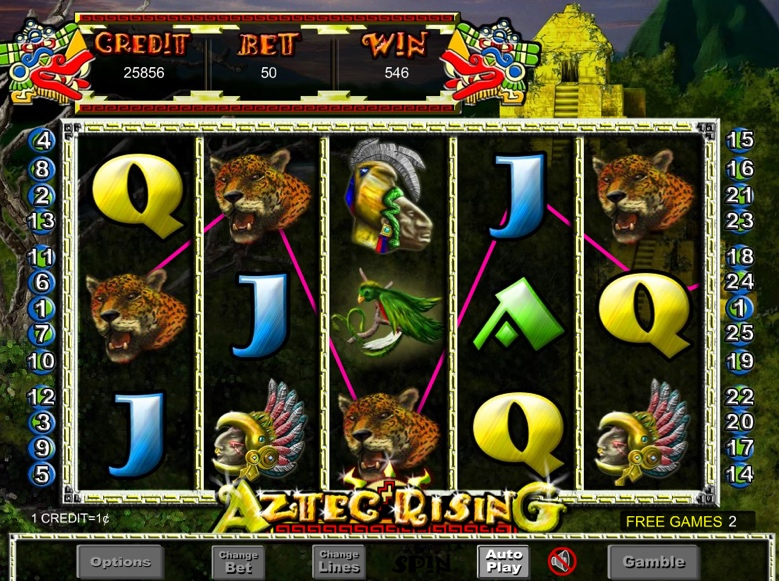 CREDIT BET WIN
25856 50 546
4 15
8 Q J 16
2 21
13 23
11 18
6 24
1 J A Q 1
7 25
10 19
12 22
3 J Q 20
9 17
5 14
AZTEC RISING
1 CREDIT=1¢ FREE GAMES 2
Options Change Bet Change Lines SPIN Auto Play Gamble